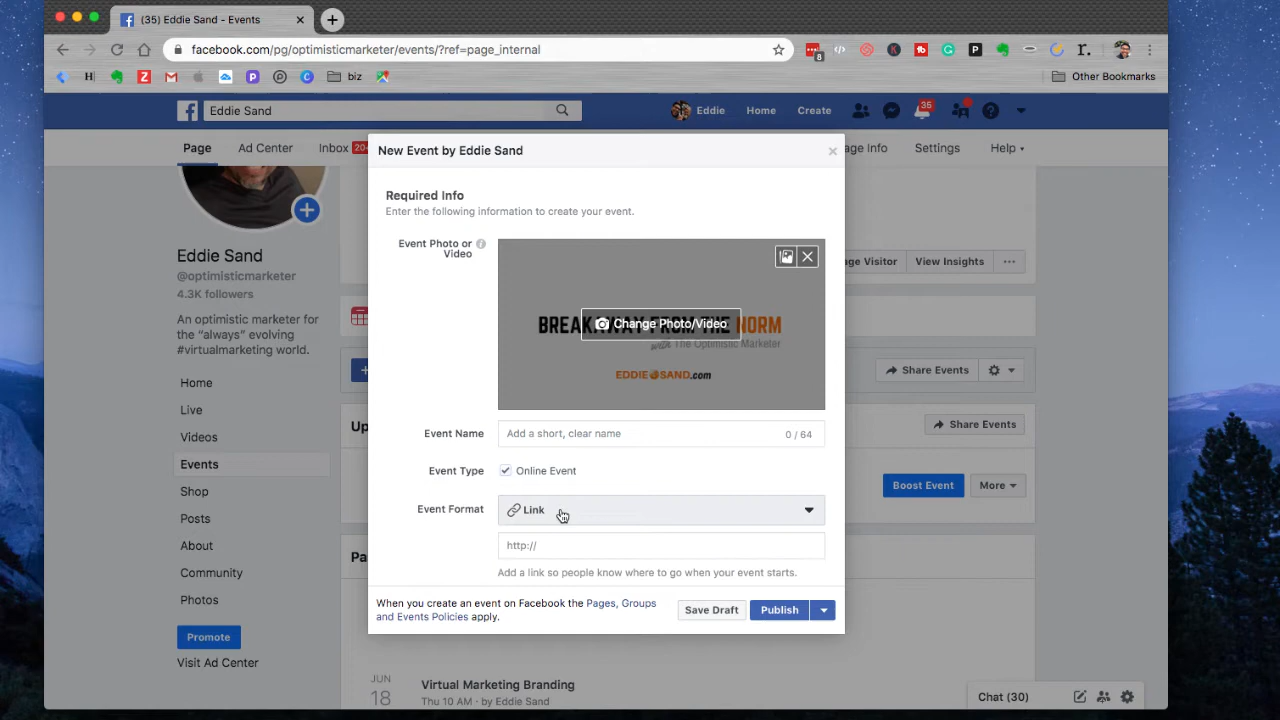 (35) Eddie Sand - Events
facebook.com/pg/optimisticmarketer/events/?ref=page_internal
8
biz
Other Bookmarks
Eddie Sand
Eddie
Home
Create
35
Page
Ad Center
Inbox
20+
age Info
Settings
Help
New Event by Eddie Sand
Required Info
Enter the following information to create your event.
Event Photo or
Video
BREAKAWAY FROM THE NORM
Change Photo/Video
with The Optimistic Marketer
EDDIE SAND.com
Event Name
Add a short, clear name
0 / 64
Event Type
Online Event
Event Format
Link
http://
Add a link so people know where to go when your event starts.
When you create an event on Facebook the Pages, Groups
and Events Policies apply.
Save Draft
Publish
Eddie Sand
@optimisticmarketer
4.3K followers
An optimistic marketer for
the “always” evolving
#virtualmarketing world.
Home
Live
Videos
Events
Shop
Posts
About
Community
Photos
Promote
Visit Ad Center
age Visitor
View Insights
Share Events
Up
Share Events
Boost Event
More
Pa
JUN
18
Virtual Marketing Branding
Thu 10 AM · by Eddie Sand
Chat (30)